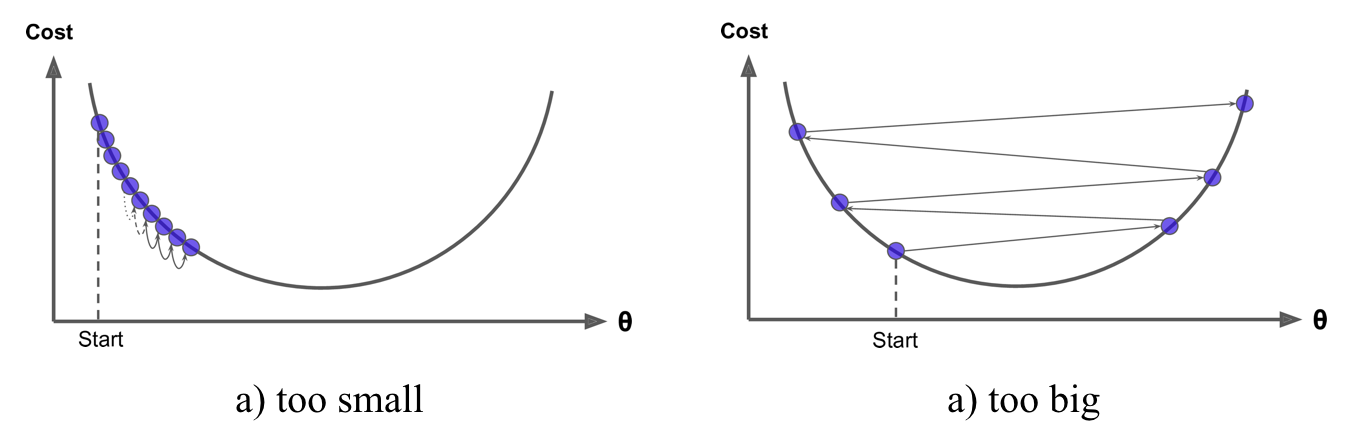 Cost
θ
Start
a) too small
Cost
θ
Start
a) too big